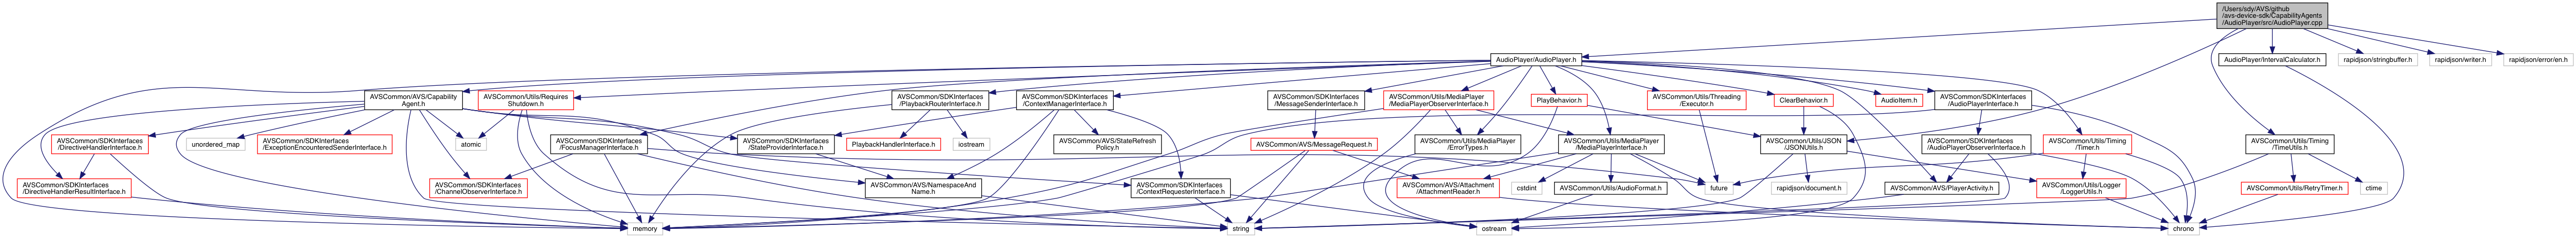 /Users/sdy/AVS/github
/avs-device-sdk/CapabilityAgents
/AudioPlayer/src/AudioPlayer.cpp
AudioPlayer/AudioPlayer.h
AudioPlayer/IntervalCalculator.h
rapidjson/stringbuffer.h
rapidjson/writer.h
rapidjson/error/en.h
AVSCommon/AVS/Capability
Agent.h
AVSCommon/Utils/Requires
Shutdown.h
AVSCommon/SDKInterfaces
/PlaybackRouterInterface.h
AVSCommon/SDKInterfaces
/ContextManagerInterface.h
AVSCommon/SDKInterfaces
/MessageSenderInterface.h
AVSCommon/Utils/MediaPlayer
/MediaPlayerObserverInterface.h
PlayBehavior.h
AVSCommon/Utils/Threading
/Executor.h
ClearBehavior.h
AudioItem.h
AVSCommon/SDKInterfaces
/AudioPlayerInterface.h
AVSCommon/SDKInterfaces
/DirectiveHandlerInterface.h
unordered_map
AVSCommon/SDKInterfaces
/ExceptionEncounteredSenderInterface.h
atomic
AVSCommon/SDKInterfaces
/FocusManagerInterface.h
AVSCommon/SDKInterfaces
/StateProviderInterface.h
PlaybackHandlerInterface.h
iostream
AVSCommon/AVS/StateRefresh
Policy.h
AVSCommon/AVS/MessageRequest.h
AVSCommon/Utils/MediaPlayer
/ErrorTypes.h
AVSCommon/Utils/MediaPlayer
/MediaPlayerInterface.h
AVSCommon/Utils/JSON
/JSONUtils.h
AVSCommon/SDKInterfaces
/AudioPlayerObserverInterface.h
AVSCommon/Utils/Timing
/Timer.h
AVSCommon/Utils/Timing
/TimeUtils.h
AVSCommon/SDKInterfaces
/DirectiveHandlerResultInterface.h
AVSCommon/SDKInterfaces
/ChannelObserverInterface.h
AVSCommon/AVS/NamespaceAnd
Name.h
AVSCommon/SDKInterfaces
/ContextRequesterInterface.h
AVSCommon/AVS/Attachment
/AttachmentReader.h
cstdint
AVSCommon/Utils/AudioFormat.h
future
rapidjson/document.h
AVSCommon/AVS/PlayerActivity.h
AVSCommon/Utils/Logger
/LoggerUtils.h
AVSCommon/Utils/RetryTimer.h
ctime
memory
string
ostream
chrono